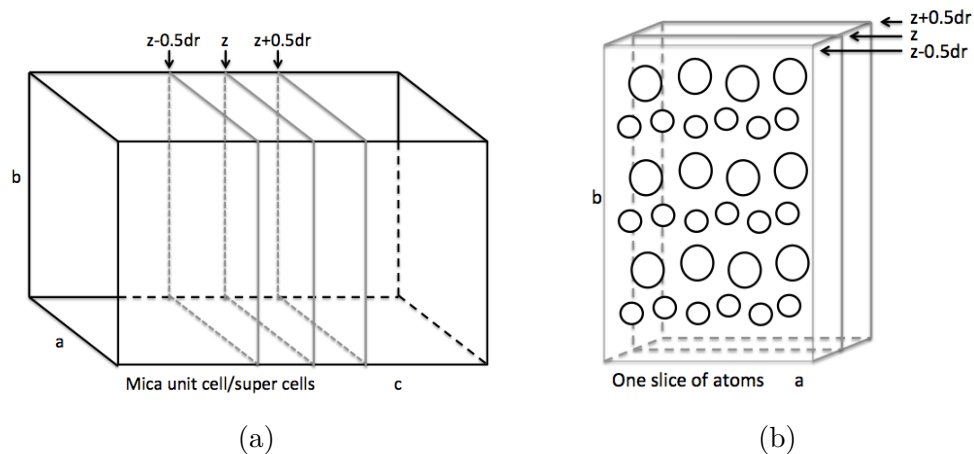 z-0.5dr z z+0.5dr
b
a
Mica unit cell/super cells c
(a)
z+0.5dr
z
z-0.5dr
b
One slice of atoms a
(b)